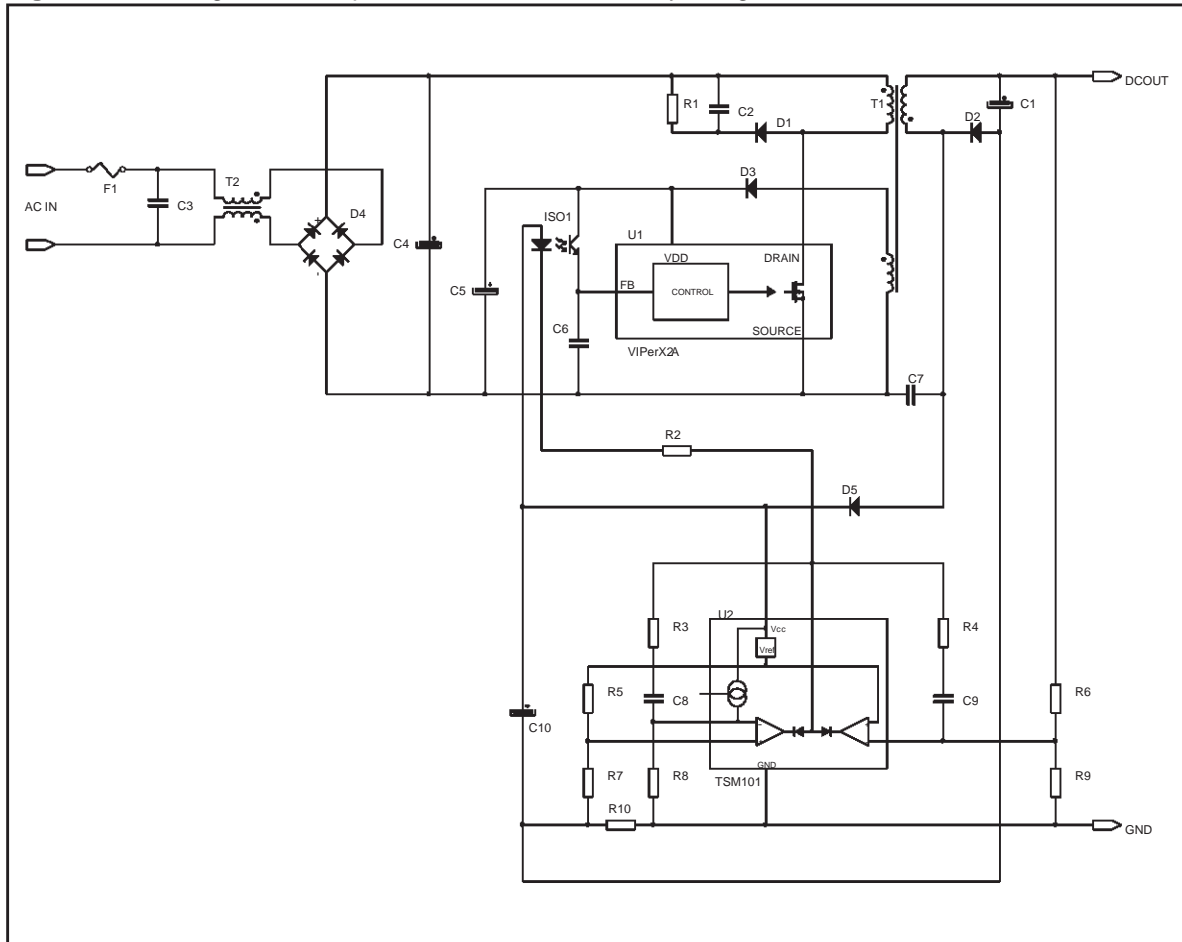 DCOUT
R1
C2
D1
T1
D2
C1
F1
T2
AC IN
C3
D4
+
-
C4
D3
ISO1
U1
VDD
DRAIN
C5
FB
CONTROL
C6
SOURCE
VIPerX2A
C7
R2
D5
U2
R3
Vcc
R4
Vref
R5
C8
C9
R6
C10
R7
R8
GND
TSM101
R9
R10
GND